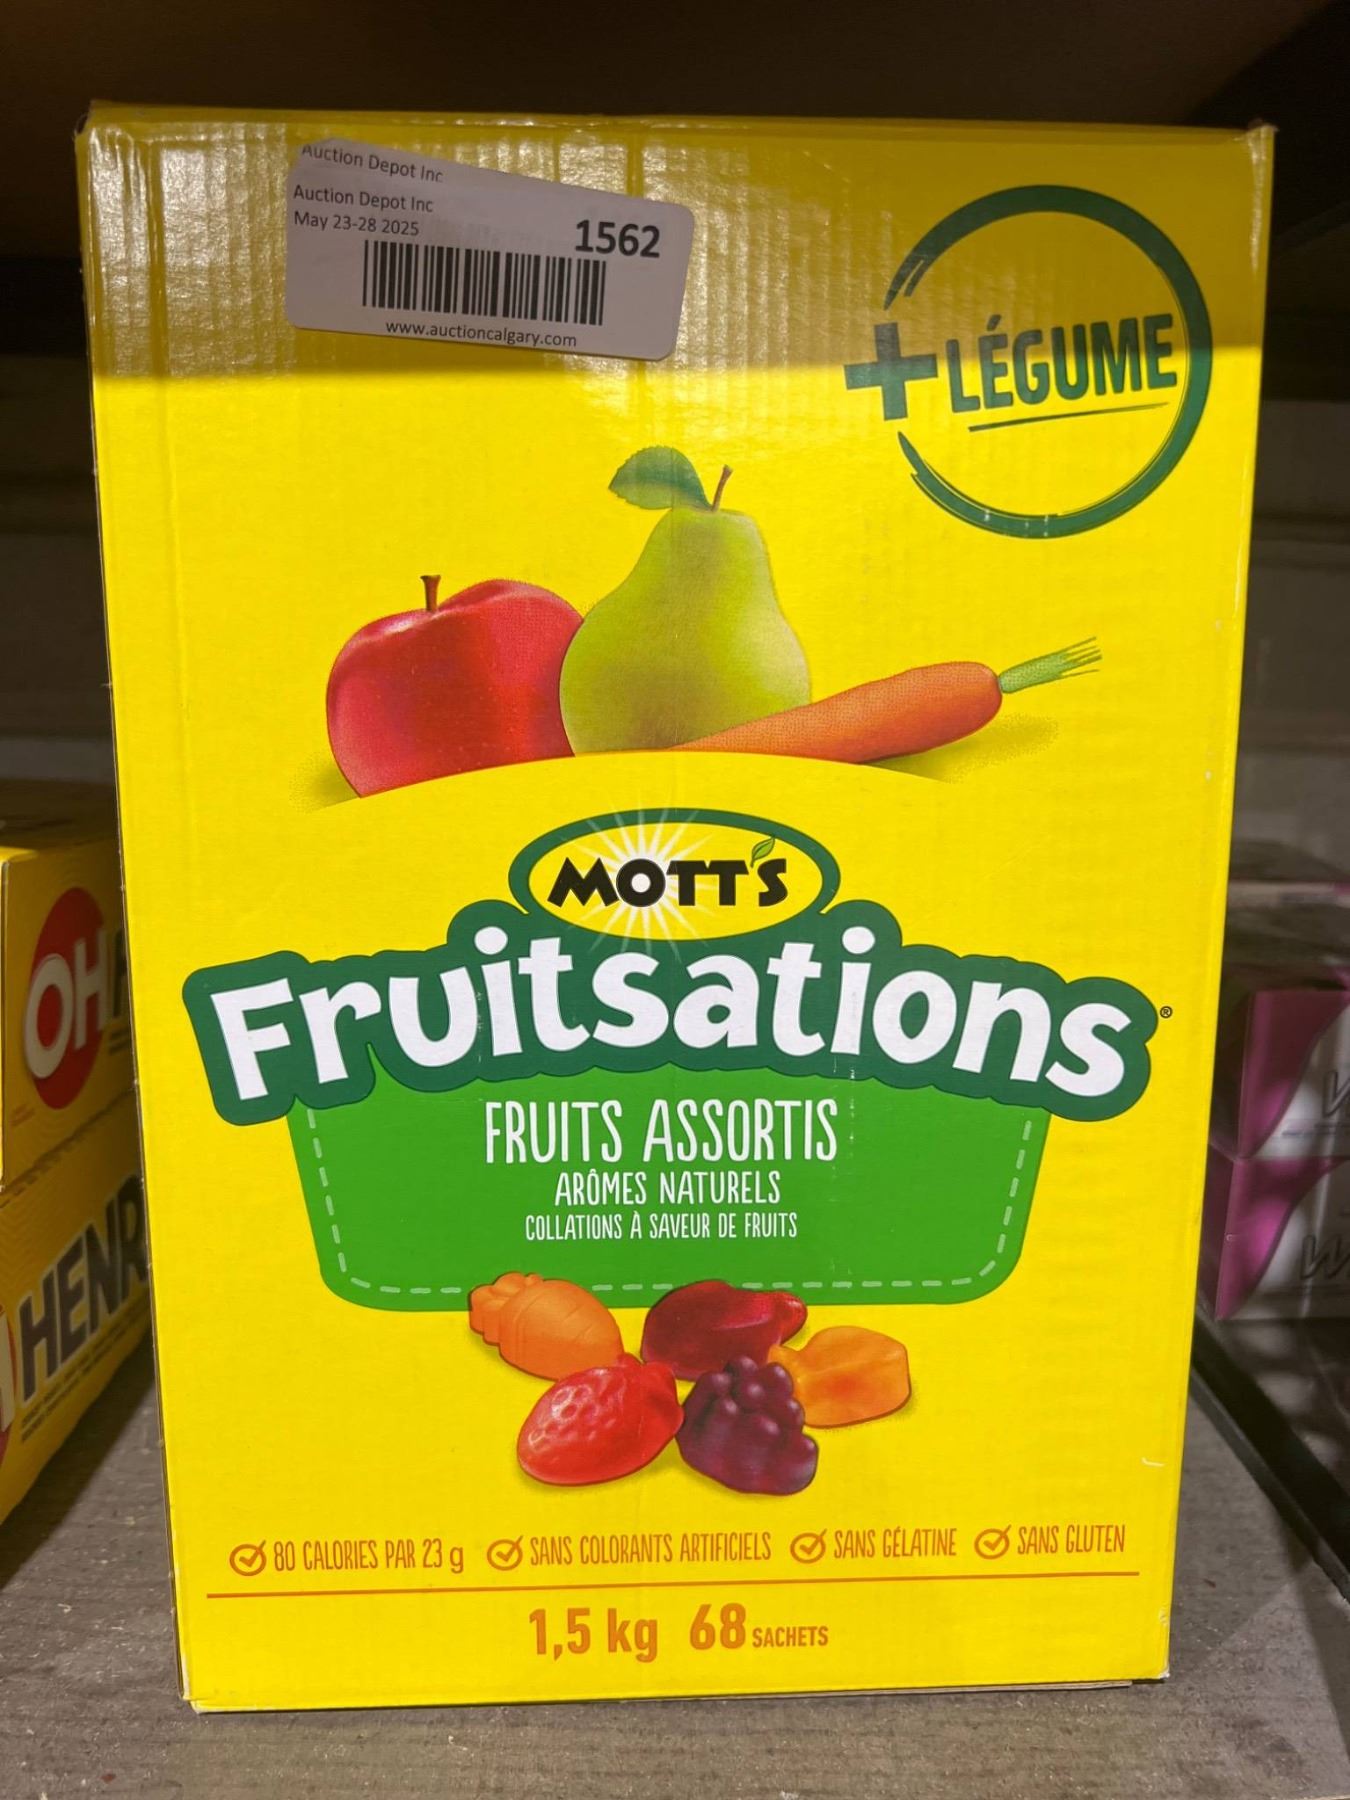 Auction Depot Inc
Auction Depot Inc
May 23-28 2025
1562
www.auctioncalgary.com
+LÉGUME
MOTT'S
Fruitsations®
FRUITS ASSORTIS
ARÔMES NATURELS
COLLATIONS À SAVEUR DE FRUITS
80 CALORIES PAR 23 g SANS COLORANTS ARTIFICIELS SANS GÉLATINE SANS GLUTEN
1,5 kg 68 SACHETS
OH
HENR